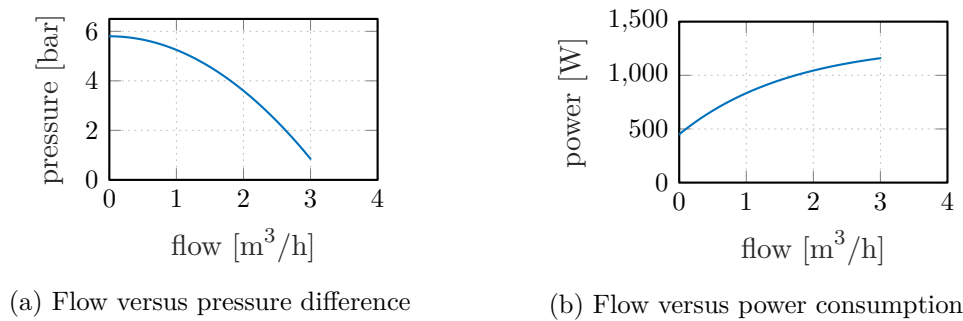 6
4
2
0
0 1 2 3 4
pressure [bar]
flow [m³/h]
(a) Flow versus pressure difference
1,500
1,000
500
0
0 1 2 3 4
power [W]
flow [m³/h]
(b) Flow versus power consumption